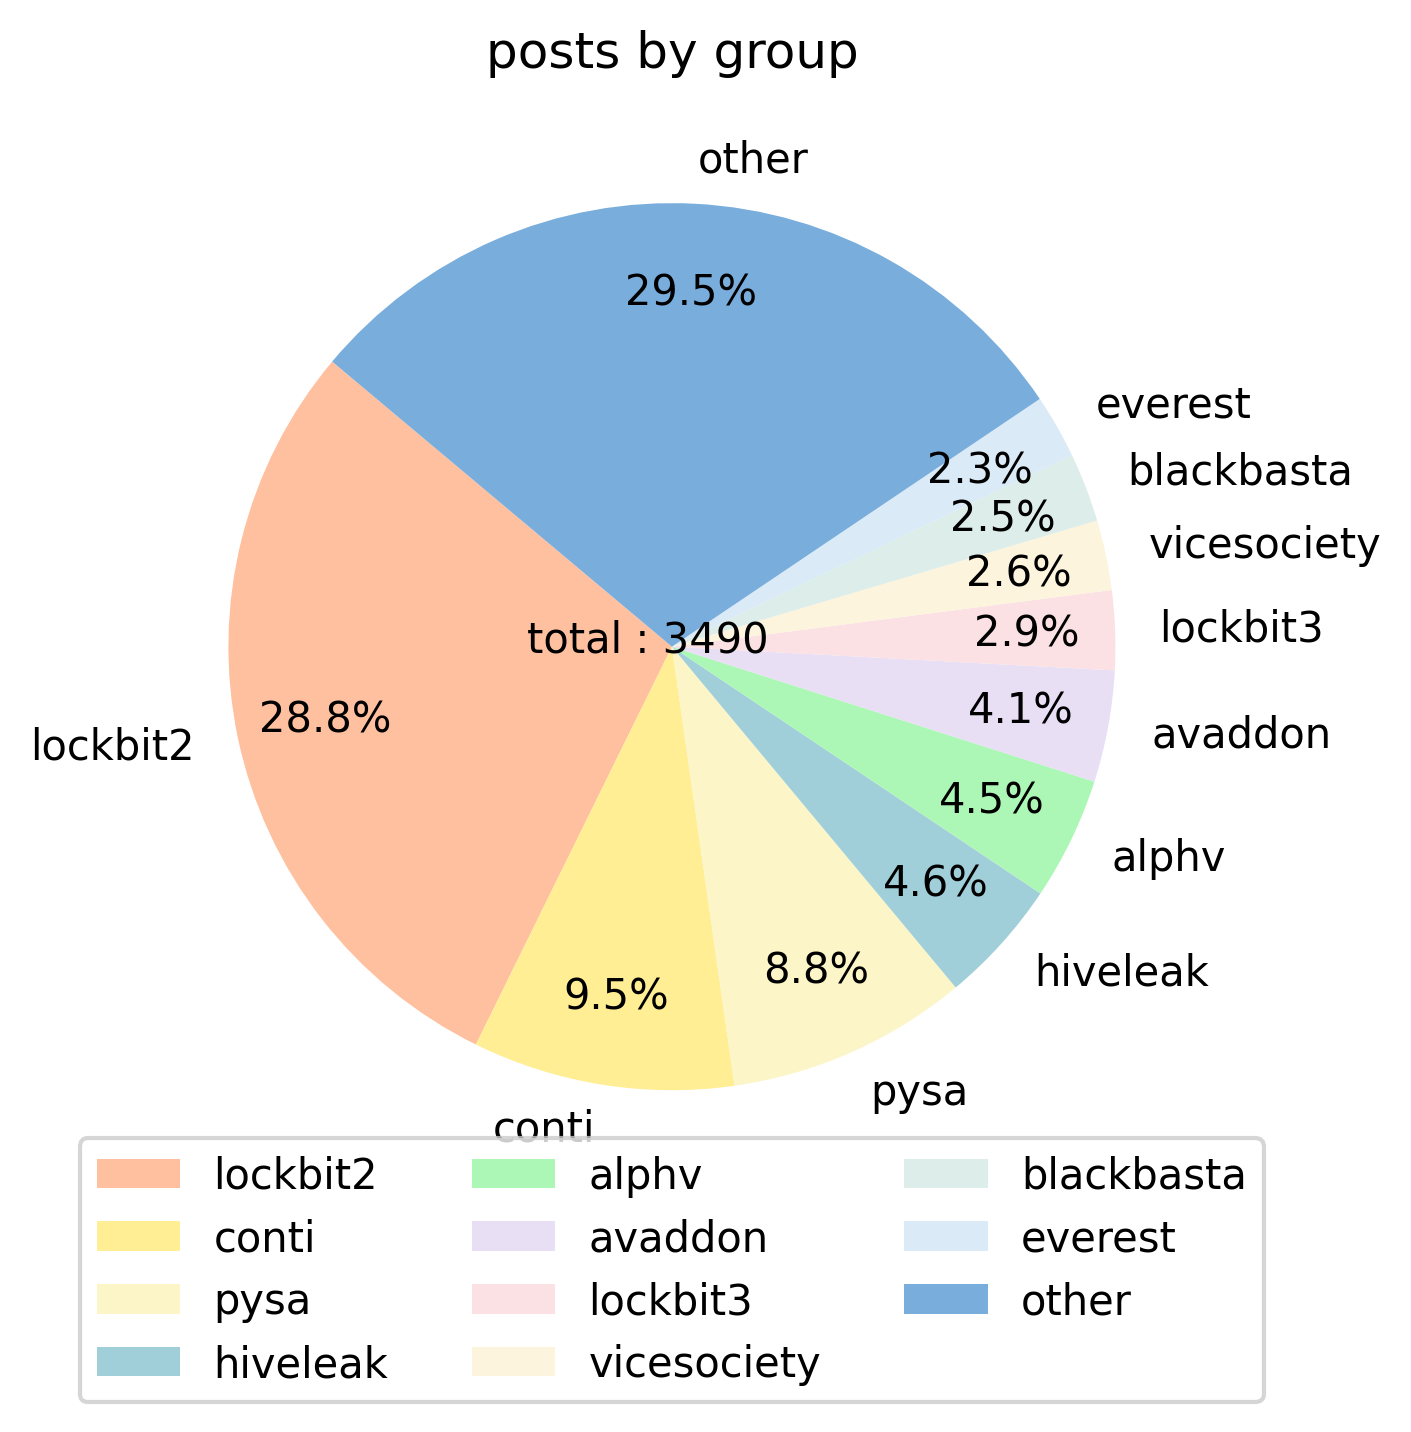 posts by group
other
29.5%
everest
2.3%
blackbasta
2.5%
vicesociety
2.6%
lockbit3
2.9%
total : 3490
avaddon
4.1%
lockbit2
28.8%
alphv
4.5%
hiveleak
4.6%
pysa
8.8%
conti
9.5%
lockbit2
conti
pysa
hiveleak
alphv
avaddon
lockbit3
vicesociety
blackbasta
everest
other